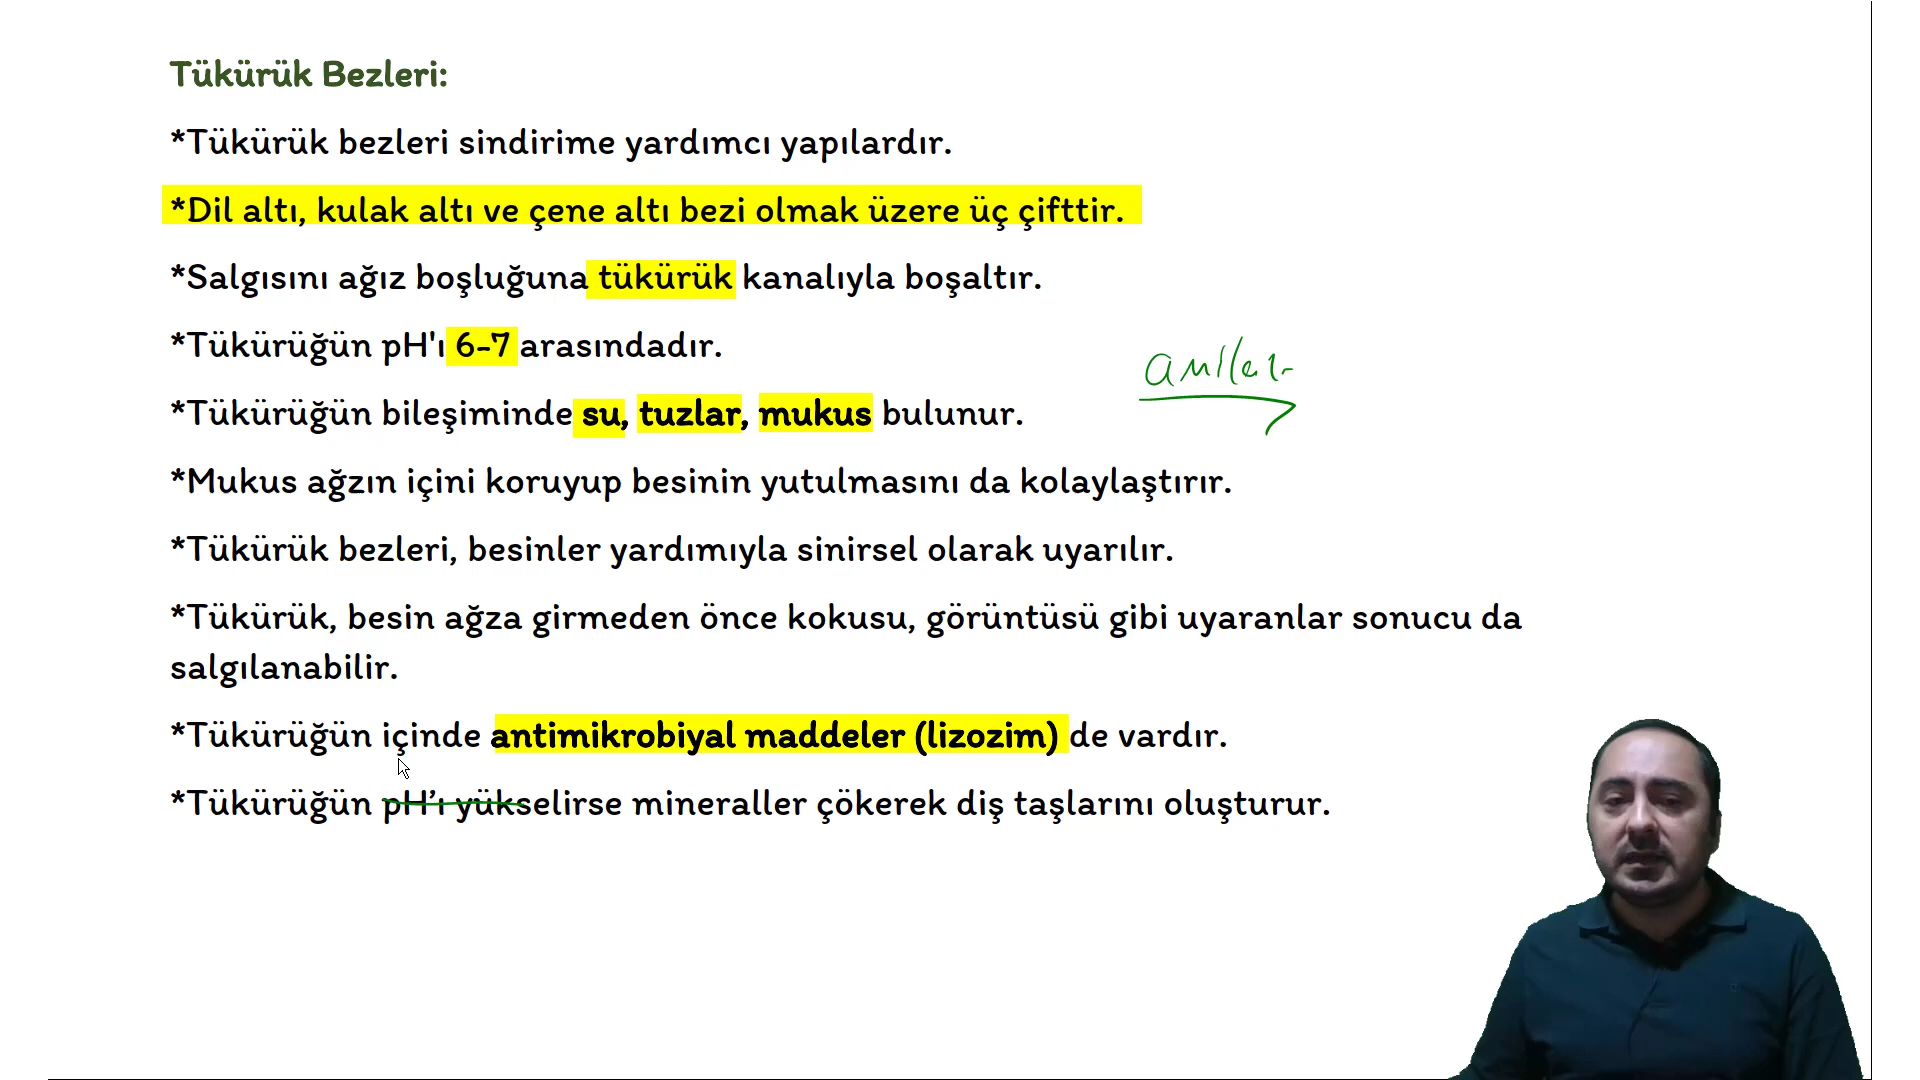 Tükürük Bezleri:
*Tükürük bezleri sindirime yardımcı yapılardır.
*Dil altı, kulak altı ve çene altı bezi olmak üzere üç çifttir.
*Salgısını ağız boşluğuna tükürük kanalıyla boşaltır.
*Tükürüğün pH'ı 6-7 arasındadır.
*Tükürüğün bileşiminde su, tuzlar, mukus bulunur.
*Mukus ağzın içini koruyup besinin yutulmasını da kolaylaştırır.
*Tükürük bezleri, besinler yardımıyla sinirsel olarak uyarılır.
*Tükürük, besin ağza girmeden önce kokusu, görüntüsü gibi uyaranlar sonucu da
salgılanabilir.
*Tükürüğün içinde antimikrobiyal maddeler (lizozim) de vardır.
*Tükürüğün pH’ı yükselirse mineraller çökerek diş taşlarını oluşturur.